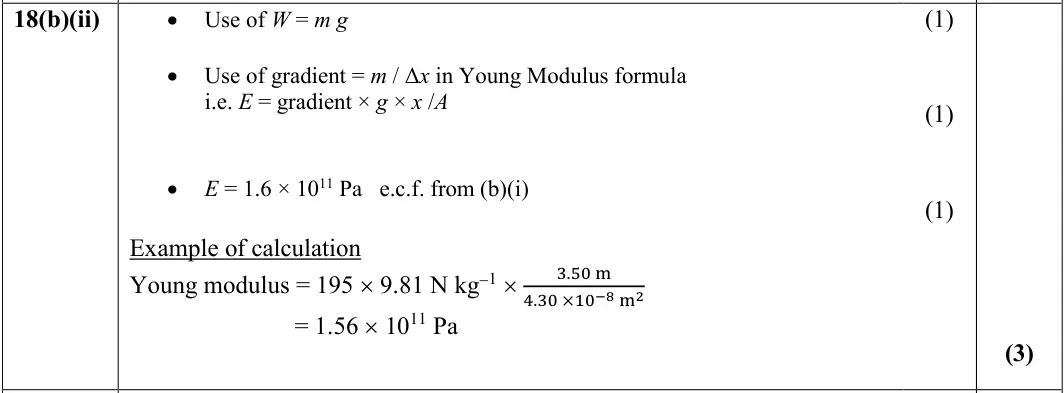 18(b)(ii)
• Use of W = m g (1)
• Use of gradient = m / Δx in Young Modulus formula
i.e. E = gradient × g × x /A
(1)
• E = 1.6 × 10¹¹ Pa e.c.f. from (b)(i)
(1)
Example of calculation
Young modulus = 195 × 9.81 N kg⁻¹ × 3.50 m / 4.30 ×10⁻⁸ m²
= 1.56 × 10¹¹ Pa
(3)